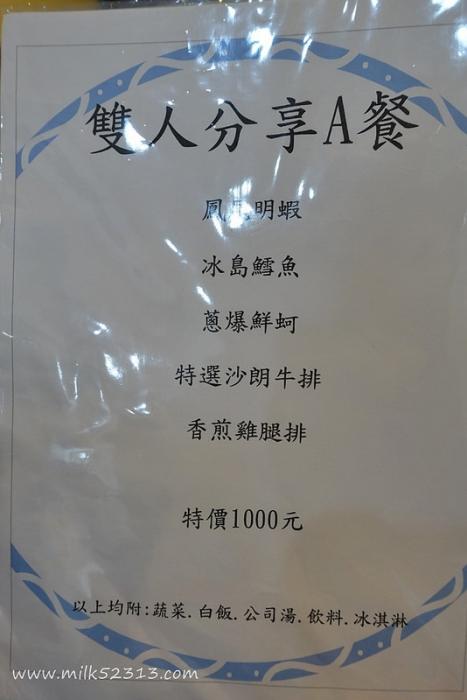 雙人分享A餐
鳳尾明蝦
冰島鱈魚
蔥爆鮮蚵
特選沙朗牛排
香煎雞腿排
特價1000元
以上均附:蔬菜.白飯.公司湯.飲料.冰淇淋
www.milk52313.com